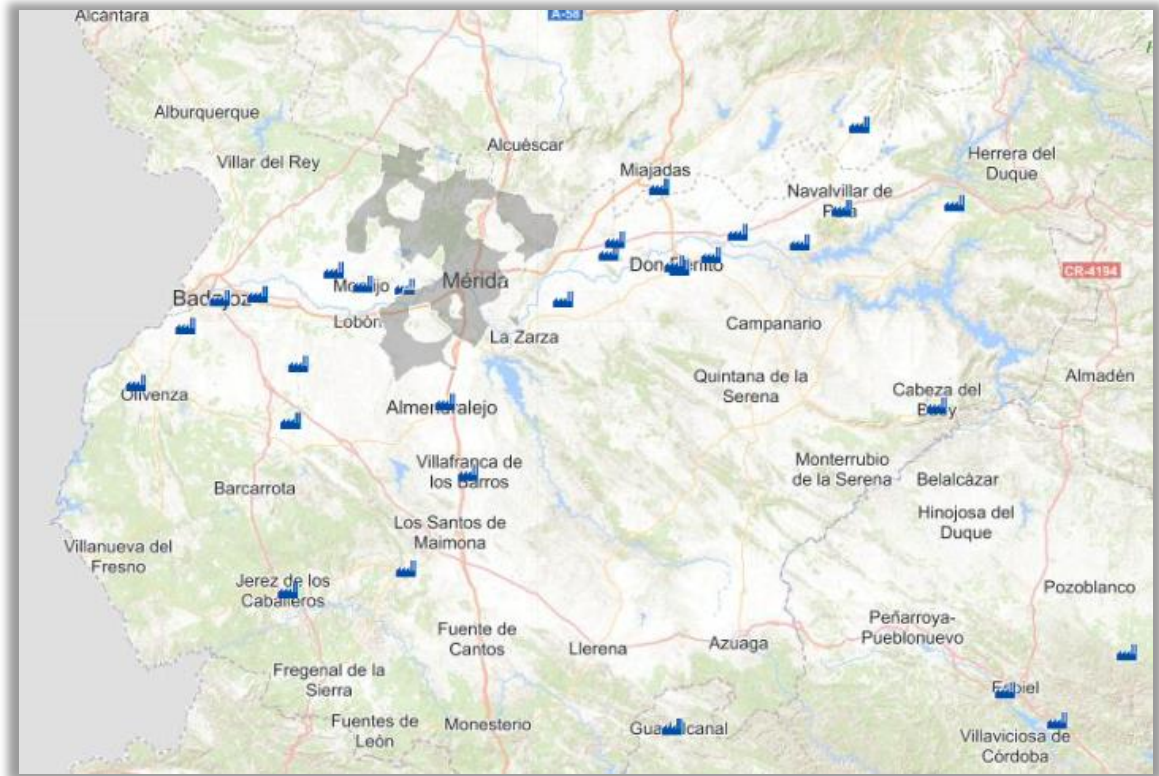 Alcántara
A-58
Alburquerque
Villar del Rey
Alcuéscar
Miajadas
Herrera del
Duque
Navalvillar de
Mérida
Badajoz
Lobón
La Zarza
Campanario
Olivenza
Quintana de la
Serena
Cabeza del
Almadén
CR-4194
Almendralejo
Villafranca de
los Barros
Monterrubio
de la Serena
Belalcázar
Barcarrota
Hinojosa del
Duque
Los Santos de
Maimona
Villanueva del
Fresno
Jerez de los
Caballeros
Pozoblanco
Peñarroya-
Pueblonuevo
Fuente de
Cantos
Llerena
Azuaga
Fregenal de la
Sierra
Fuentes de
León
Monesterio
Villaviciosa de
Córdoba